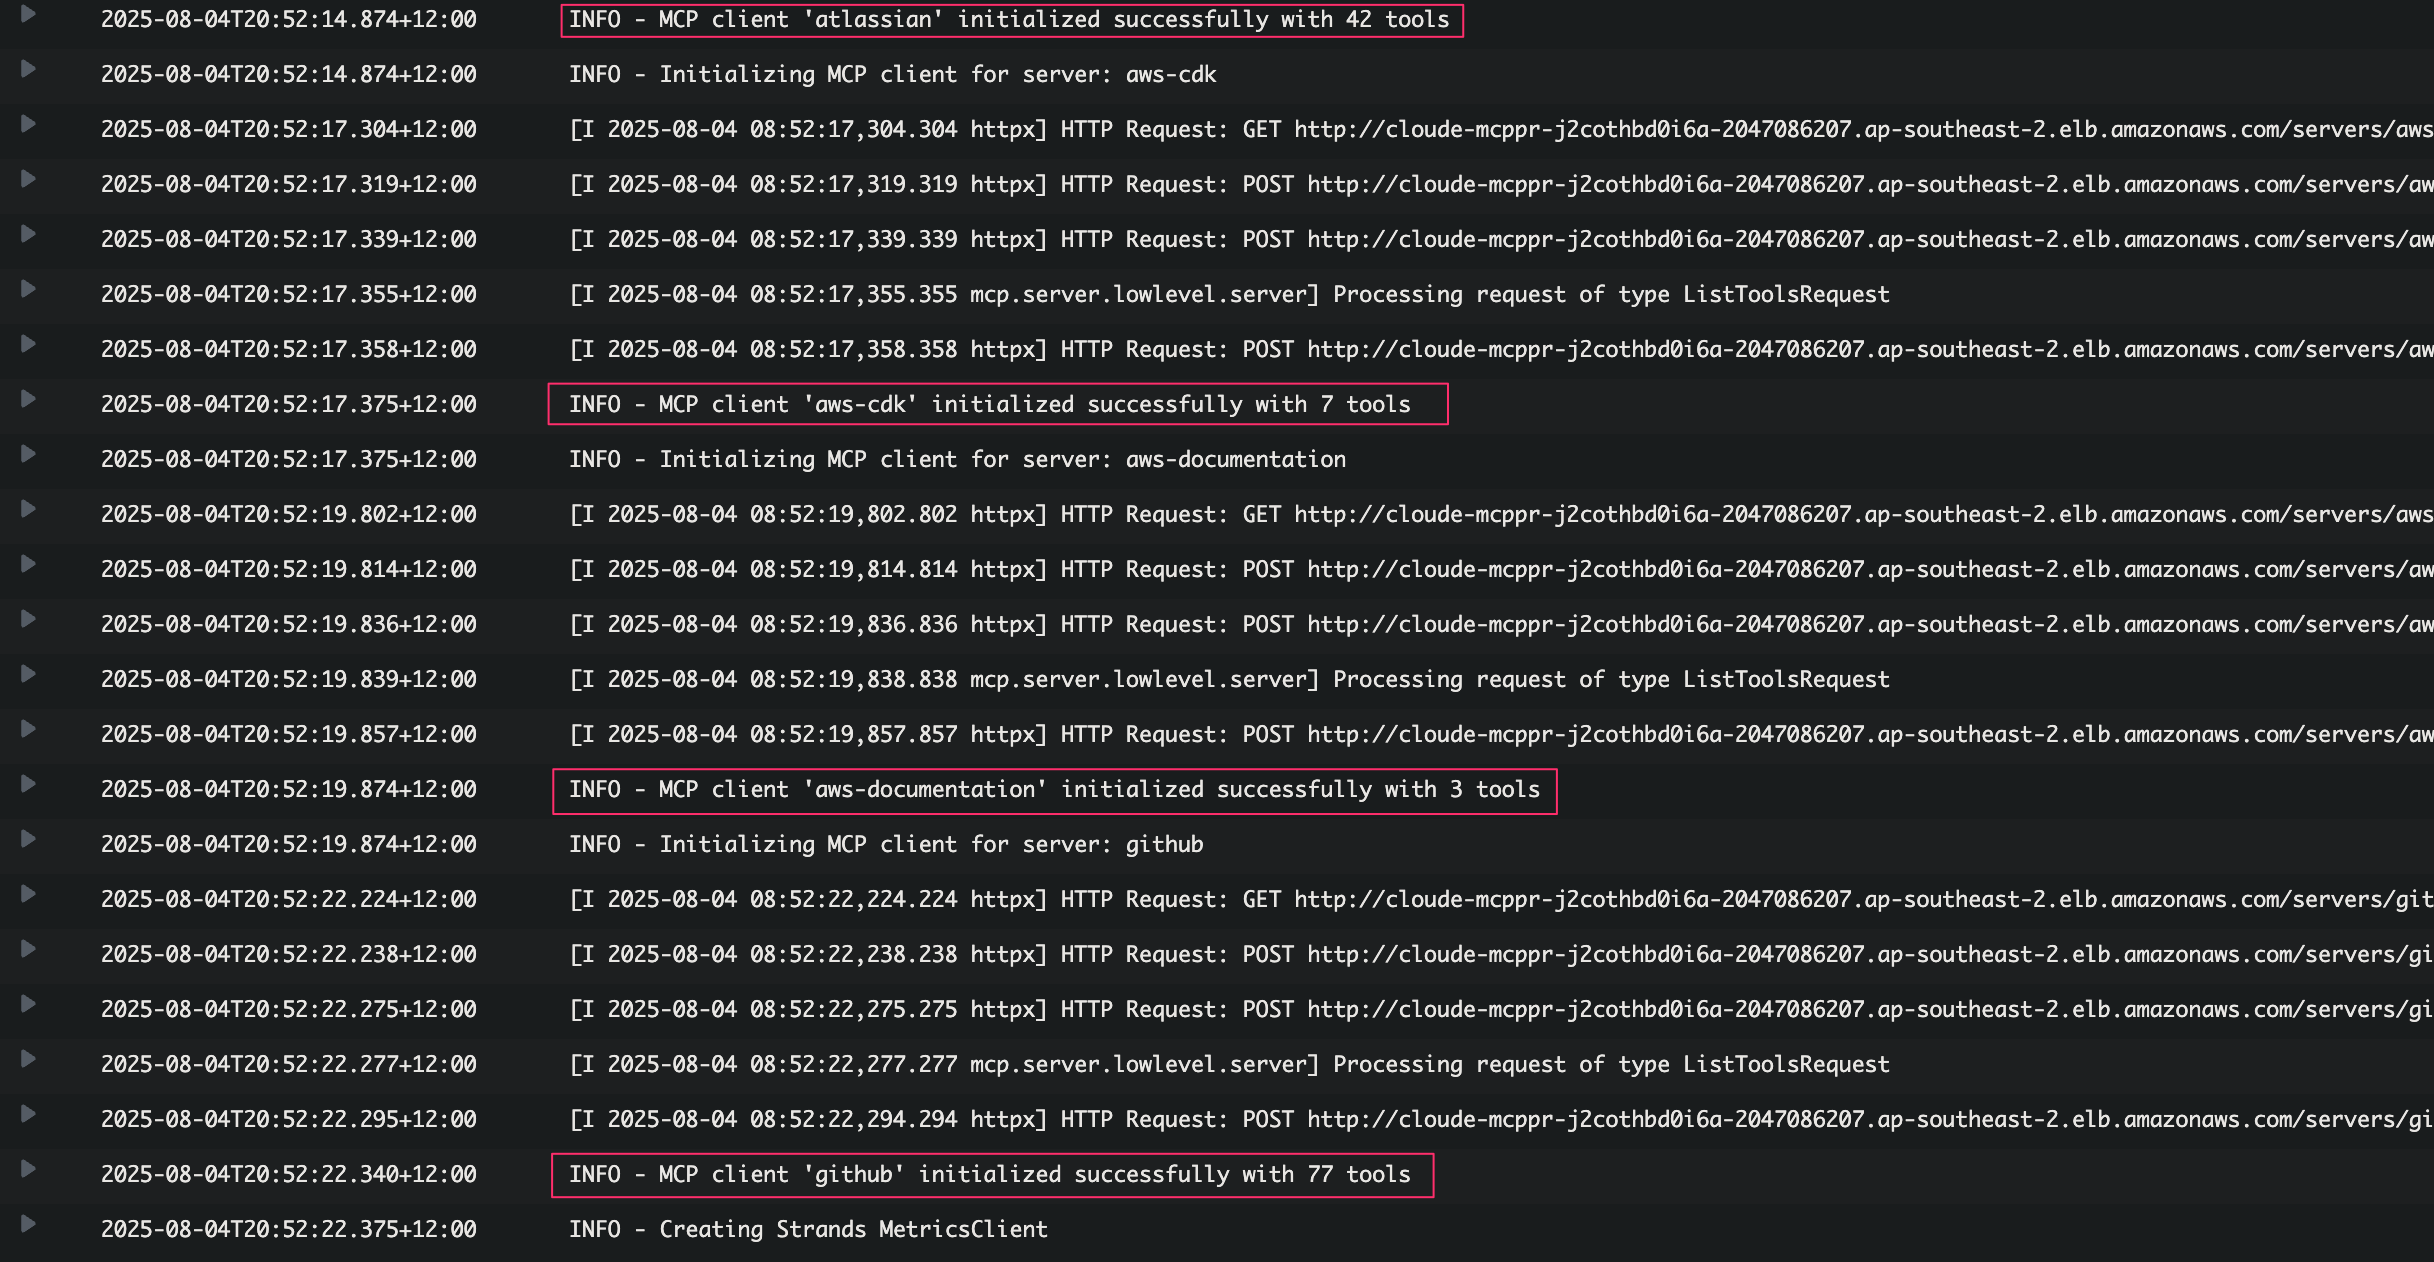 2025-08-04T20:52:14.874+12:00 INFO - MCP client 'atlassian' initialized successfully with 42 tools
2025-08-04T20:52:14.874+12:00 INFO - Initializing MCP client for server: aws-cdk
2025-08-04T20:52:17.304+12:00 [I 2025-08-04 08:52:17,304.304 httpx] HTTP Request: GET http://cloude-mcppr-j2cothbd0i6a-2047086207.ap-southeast-2.elb.amazonaws.com/servers/aws
2025-08-04T20:52:17.319+12:00 [I 2025-08-04 08:52:17,319.319 httpx] HTTP Request: POST http://cloude-mcppr-j2cothbd0i6a-2047086207.ap-southeast-2.elb.amazonaws.com/servers/aw
2025-08-04T20:52:17.339+12:00 [I 2025-08-04 08:52:17,339.339 httpx] HTTP Request: POST http://cloude-mcppr-j2cothbd0i6a-2047086207.ap-southeast-2.elb.amazonaws.com/servers/aw
2025-08-04T20:52:17.355+12:00 [I 2025-08-04 08:52:17,355.355 mcp.server.lowlevel.server] Processing request of type ListToolsRequest
2025-08-04T20:52:17.358+12:00 [I 2025-08-04 08:52:17,358.358 httpx] HTTP Request: POST http://cloude-mcppr-j2cothbd0i6a-2047086207.ap-southeast-2.elb.amazonaws.com/servers/aw
2025-08-04T20:52:17.375+12:00 INFO - MCP client 'aws-cdk' initialized successfully with 7 tools
2025-08-04T20:52:17.375+12:00 INFO - Initializing MCP client for server: aws-documentation
2025-08-04T20:52:19.802+12:00 [I 2025-08-04 08:52:19,802.802 httpx] HTTP Request: GET http://cloude-mcppr-j2cothbd0i6a-2047086207.ap-southeast-2.elb.amazonaws.com/servers/aws
2025-08-04T20:52:19.814+12:00 [I 2025-08-04 08:52:19,814.814 httpx] HTTP Request: POST http://cloude-mcppr-j2cothbd0i6a-2047086207.ap-southeast-2.elb.amazonaws.com/servers/aw
2025-08-04T20:52:19.836+12:00 [I 2025-08-04 08:52:19,836.836 httpx] HTTP Request: POST http://cloude-mcppr-j2cothbd0i6a-2047086207.ap-southeast-2.elb.amazonaws.com/servers/aw
2025-08-04T20:52:19.839+12:00 [I 2025-08-04 08:52:19,838.838 mcp.server.lowlevel.server] Processing request of type ListToolsRequest
2025-08-04T20:52:19.857+12:00 [I 2025-08-04 08:52:19,857.857 httpx] HTTP Request: POST http://cloude-mcppr-j2cothbd0i6a-2047086207.ap-southeast-2.elb.amazonaws.com/servers/aw
2025-08-04T20:52:19.874+12:00 INFO - MCP client 'aws-documentation' initialized successfully with 3 tools
2025-08-04T20:52:19.874+12:00 INFO - Initializing MCP client for server: github
2025-08-04T20:52:22.224+12:00 [I 2025-08-04 08:52:22,224.224 httpx] HTTP Request: GET http://cloude-mcppr-j2cothbd0i6a-2047086207.ap-southeast-2.elb.amazonaws.com/servers/git
2025-08-04T20:52:22.238+12:00 [I 2025-08-04 08:52:22,238.238 httpx] HTTP Request: POST http://cloude-mcppr-j2cothbd0i6a-2047086207.ap-southeast-2.elb.amazonaws.com/servers/gi
2025-08-04T20:52:22.275+12:00 [I 2025-08-04 08:52:22,275.275 httpx] HTTP Request: POST http://cloude-mcppr-j2cothbd0i6a-2047086207.ap-southeast-2.elb.amazonaws.com/servers/gi
2025-08-04T20:52:22.277+12:00 [I 2025-08-04 08:52:22,277.277 mcp.server.lowlevel.server] Processing request of type ListToolsRequest
2025-08-04T20:52:22.295+12:00 [I 2025-08-04 08:52:22,294.294 httpx] HTTP Request: POST http://cloude-mcppr-j2cothbd0i6a-2047086207.ap-southeast-2.elb.amazonaws.com/servers/gi
2025-08-04T20:52:22.340+12:00 INFO - MCP client 'github' initialized successfully with 77 tools
2025-08-04T20:52:22.375+12:00 INFO - Creating Strands MetricsClient